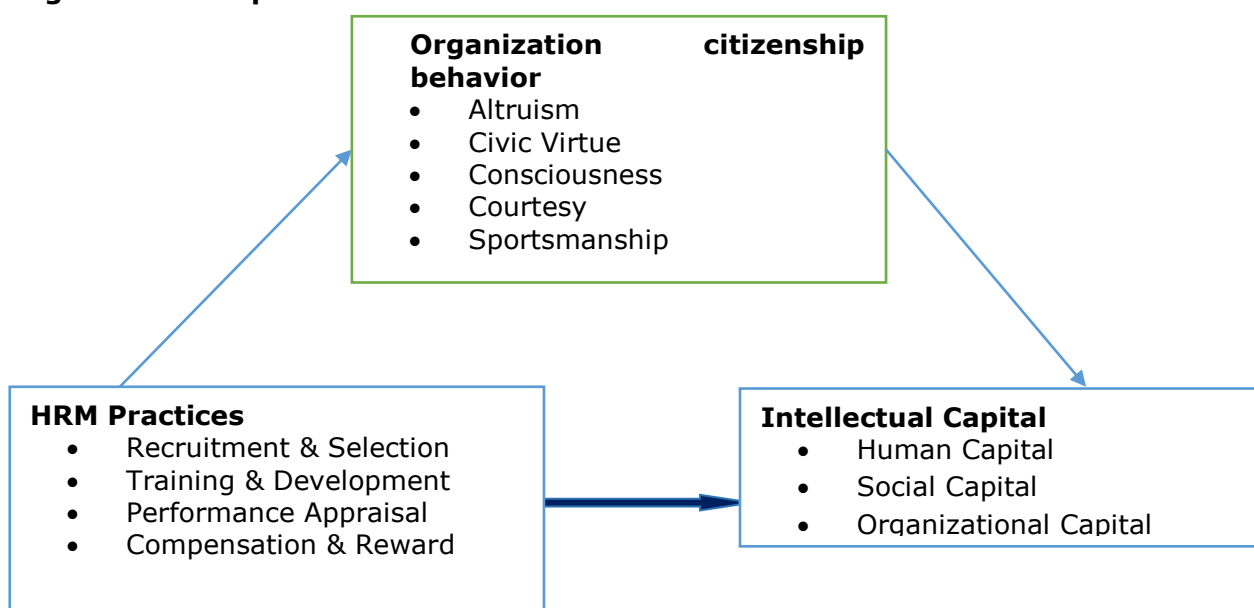 Organization citizenship
behavior
• Altruism
• Civic Virtue
• Consciousness
• Courtesy
• Sportsmanship
HRM Practices
• Recruitment & Selection
• Training & Development
• Performance Appraisal
• Compensation & Reward
Intellectual Capital
• Human Capital
• Social Capital
• Organizational Capital